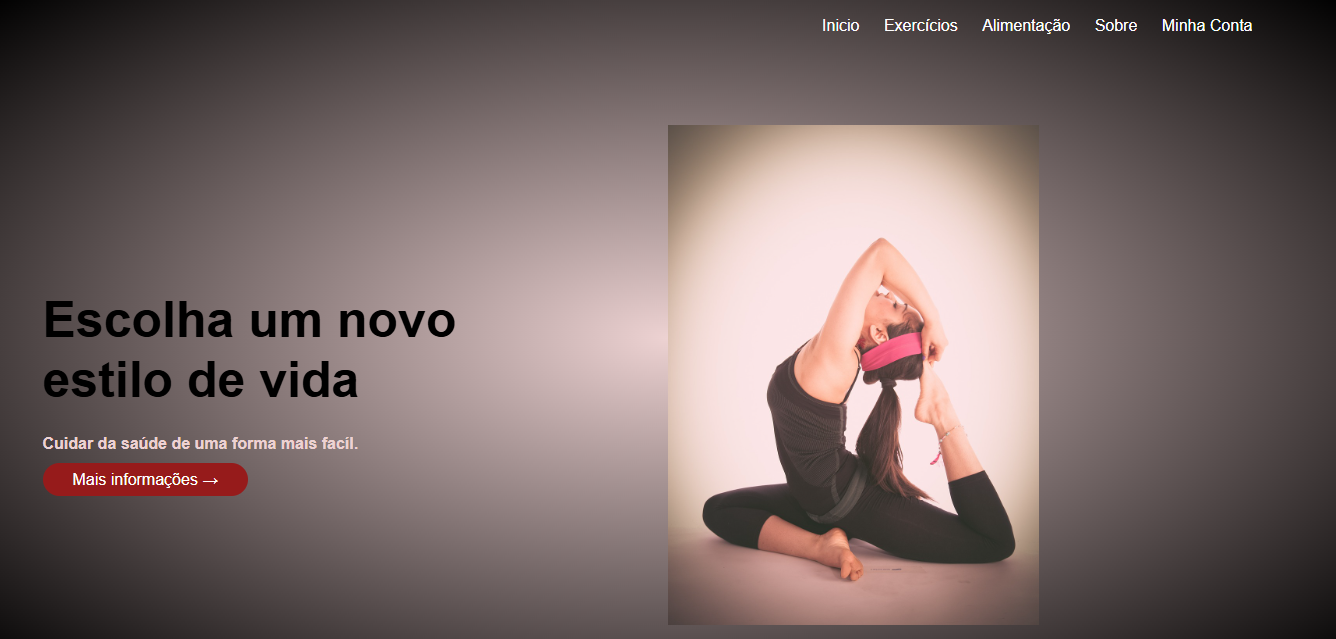 Inicio Exercícios Alimentação Sobre Minha Conta
Escolha um novo
estilo de vida
Cuidar da saúde de uma forma mais facíl.
Mais informações →